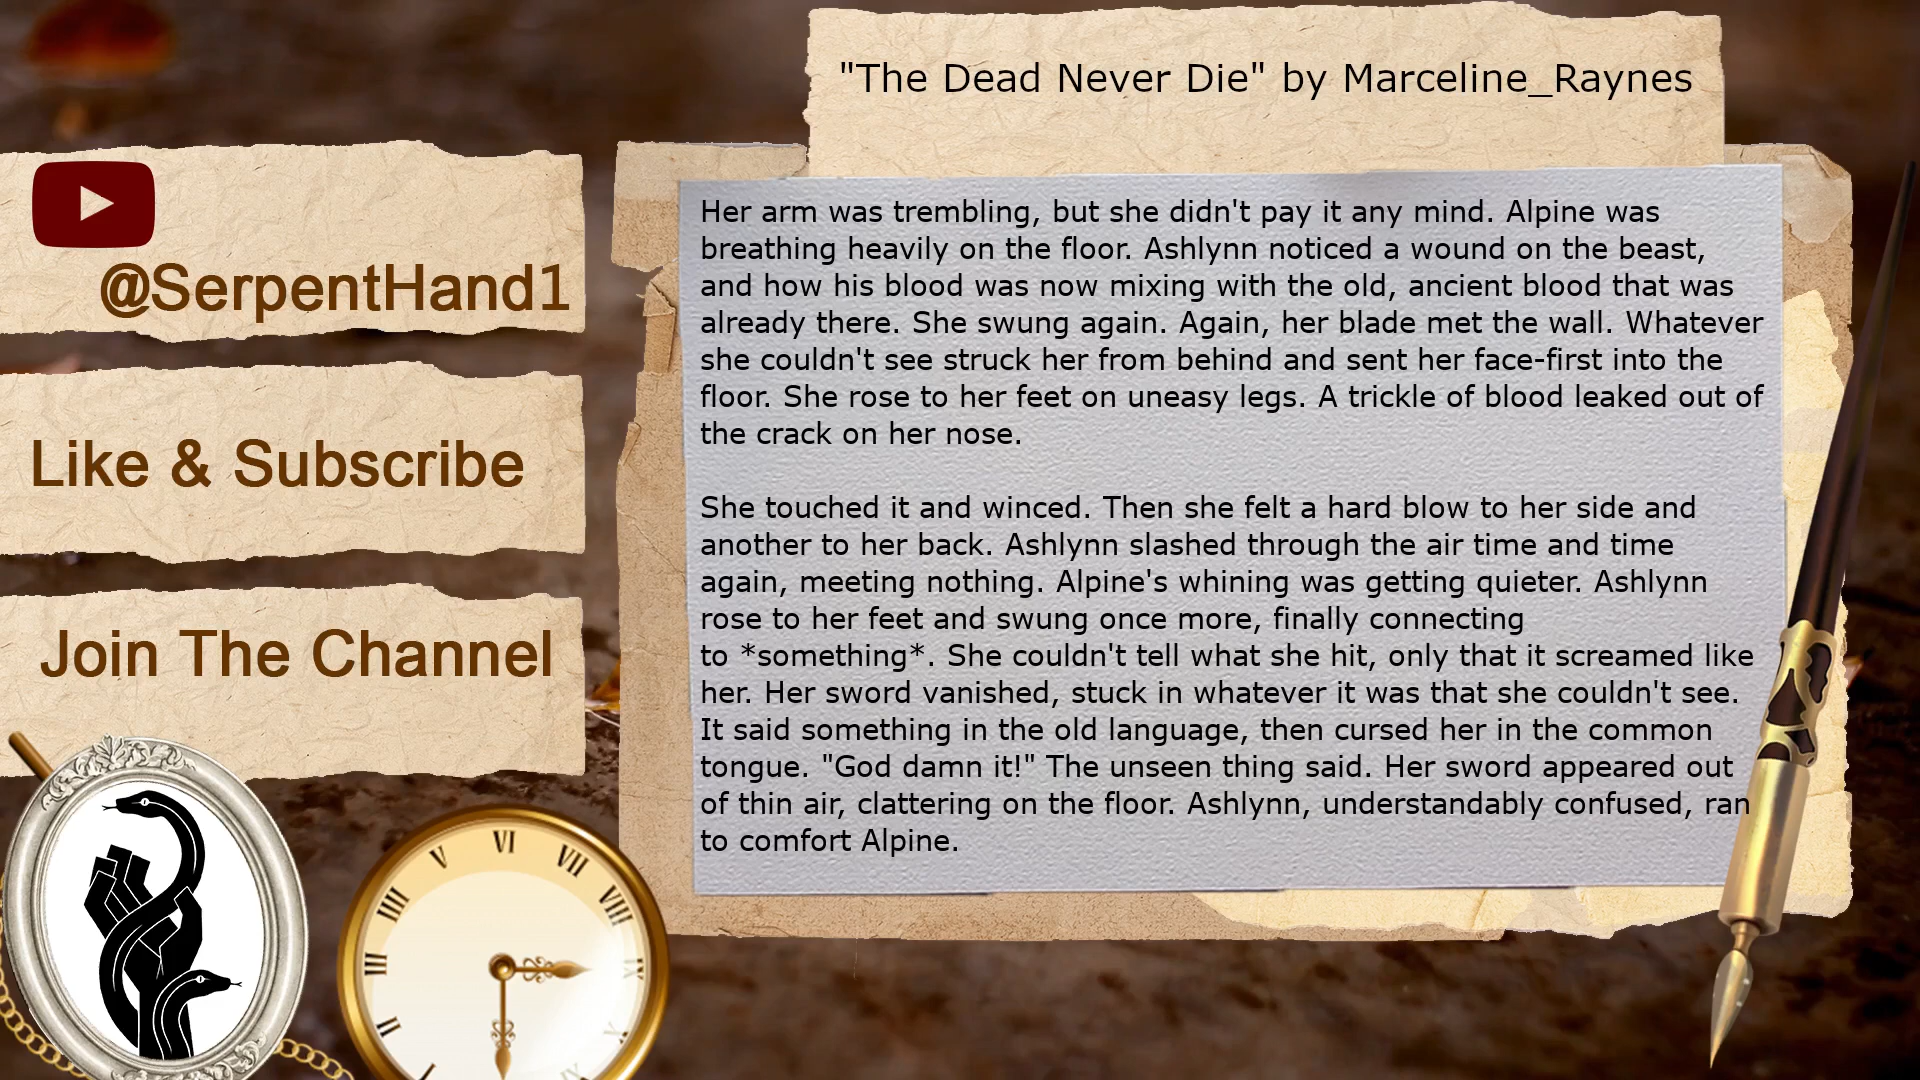 "The Dead Never Die" by Marceline_Raynes
@SerpentHand1
Like & Subscribe
Join The Channel
Her arm was trembling, but she didn't pay it any mind. Alpine was
breathing heavily on the floor. Ashlynn noticed a wound on the beast,
and how his blood was now mixing with the old, ancient blood that was
already there. She swung again. Again, her blade met the wall. Whatever
she couldn't see struck her from behind and sent her face-first into the
floor. She rose to her feet on uneasy legs. A trickle of blood leaked out of
the crack on her nose.
She touched it and winced. Then she felt a hard blow to her side and
another to her back. Ashlynn slashed through the air time and time
again, meeting nothing. Alpine's whining was getting quieter. Ashlynn
rose to her feet and swung once more, finally connecting
to *something*. She couldn't tell what she hit, only that it screamed like
her. Her sword vanished, stuck in whatever it was that she couldn't see.
It said something in the old language, then cursed her in the common
tongue. "God damn it!" The unseen thing said. Her sword appeared out
of thin air, clattering on the floor. Ashlynn, understandably confused, ran
to comfort Alpine.
II
III
IIII
V
VI
VII
VIII
IX
X